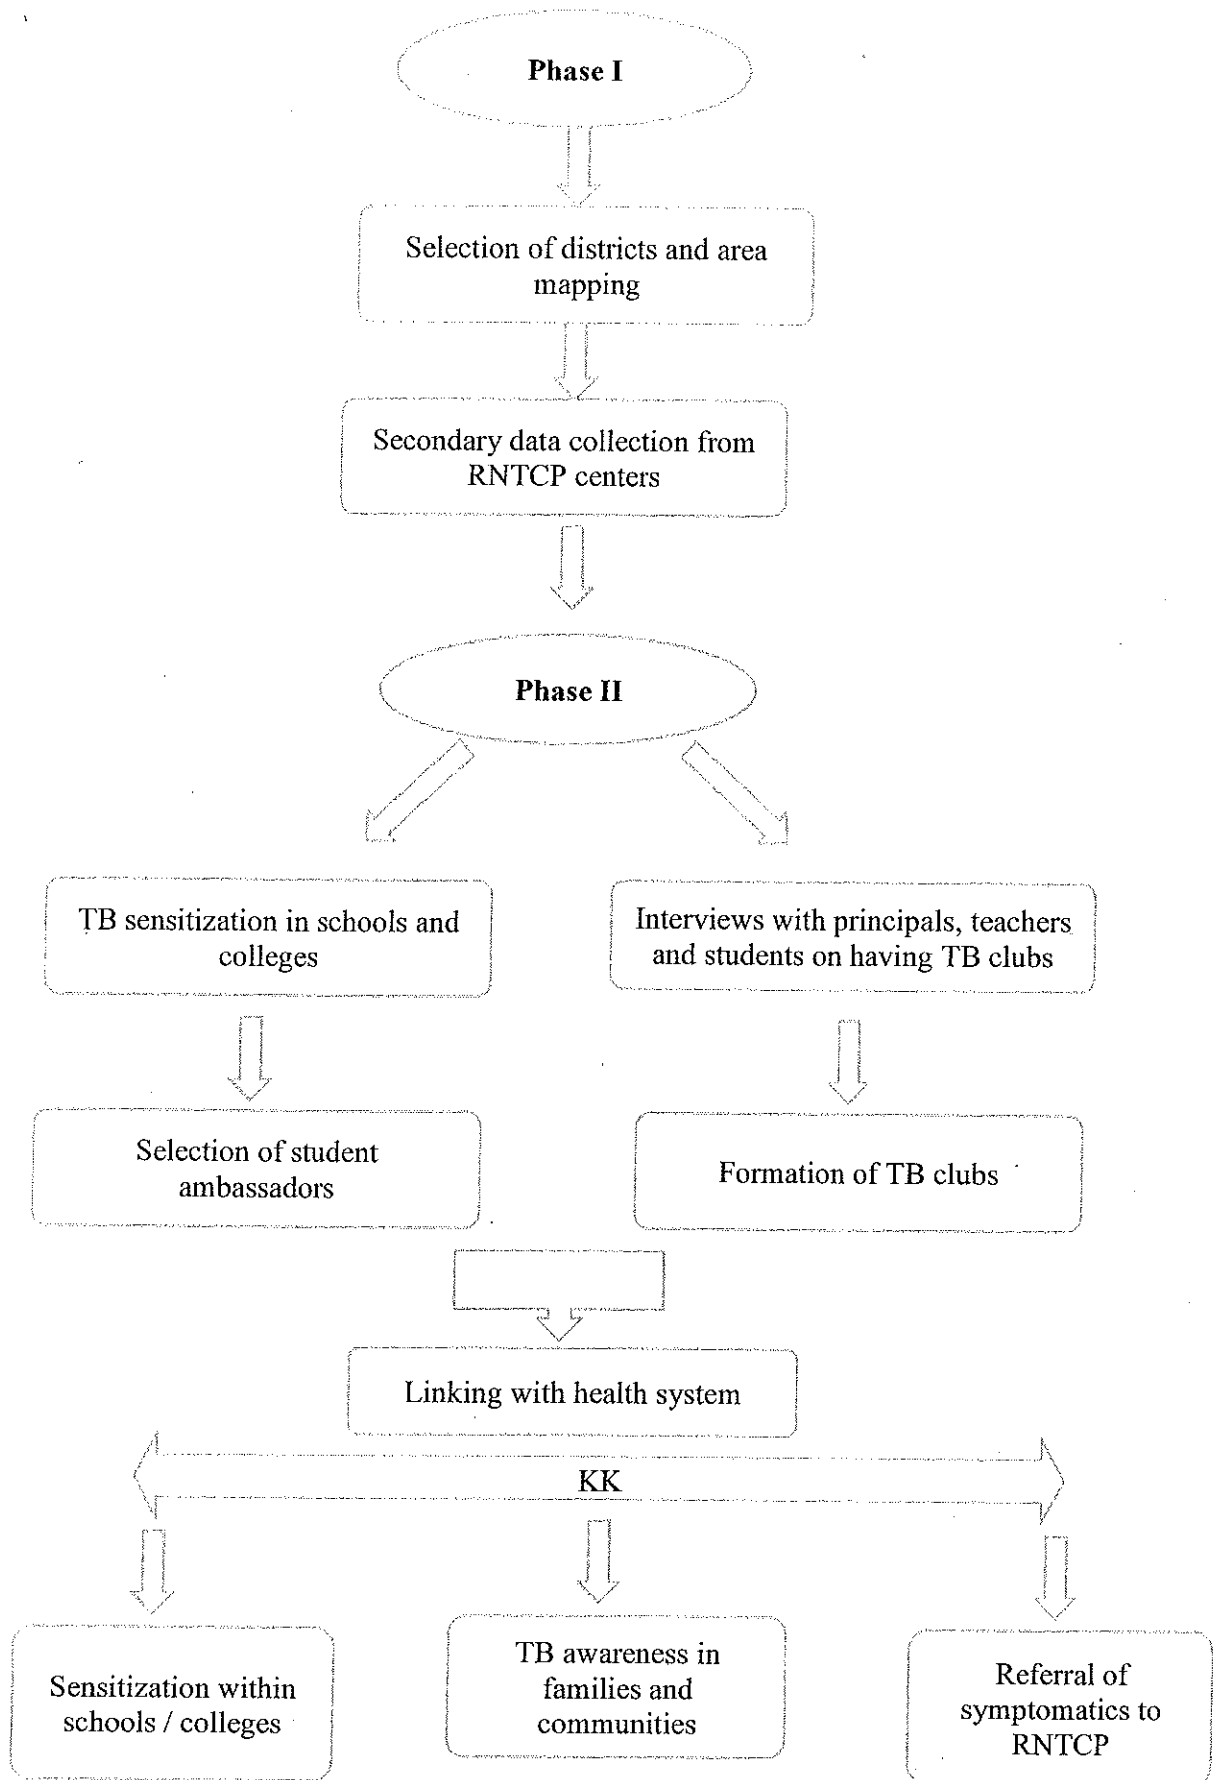 Phase I
Selection of districts and area
mapping
Secondary data collection from
RNTCP centers
Phase II
TB sensitization in schools and
colleges
Interviews with principals, teachers
and students on having TB clubs
Selection of student
ambassadors
Formation of TB clubs
Linking with health system
KK
Sensitization within
schools / colleges
TB awareness in
families and
communities
Referral of
symptomatics to
RNTCP